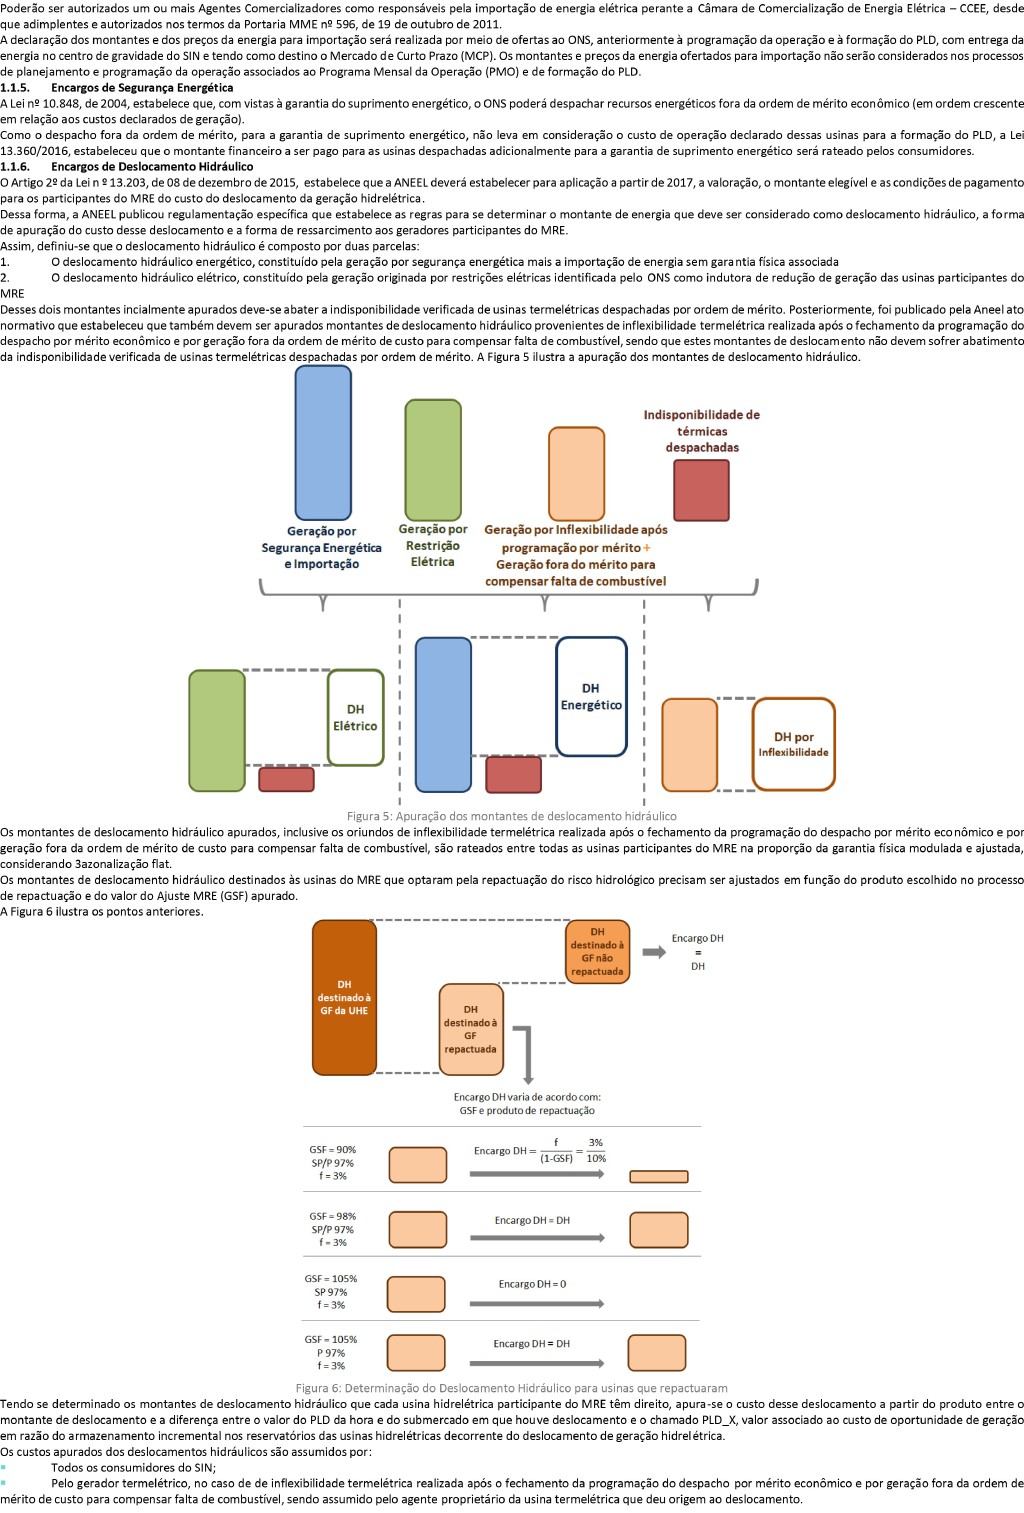 Poderão ser autorizados um ou mais Agentes Comercializadores como responsáveis pela importação de energia elétrica perante a Câmara de Comercialização de Energia Elétrica – CCEE, desde
que adimplentes e autorizados nos termos da Portaria MME nº 596, de 19 de outubro de 2011.
A declaração dos montantes e dos preços da energia para importação será realizada por meio de ofertas ao ONS, anteriormente à programação da operação e à formação do PLD, com entrega da
energia no centro de gravidade do SIN e tendo como destino o Mercado de Curto Prazo (MCP). Os montantes e preços da energia ofertados para importação não serão considerados nos processos
de planejamento e programação da operação associados ao Programa Mensal da Operação (PMO) e de formação do PLD.
1.1.5. Encargos de Segurança Energética
A Lei nº 10.848, de 2004, estabelece que, com vistas à garantia do suprimento energético, o ONS poderá despachar recursos energéticos fora da ordem de mérito econômico (em ordem crescente
em relação aos custos declarados de geração).
Como o despacho fora da ordem de mérito, para a garantia de suprimento energético, não leva em consideração o custo de operação declarado dessas usinas para a formação do PLD, a Lei
13.360/2016, estabeleceu que o montante financeiro a ser pago para as usinas despachadas adicionalmente para a garantia de suprimento energético será rateado pelos consumidores.
1.1.6. Encargos de Deslocamento Hidráulico
O Artigo 2º da Lei n º 13.203, de 08 de dezembro de 2015, estabelece que a ANEEL deverá estabelecer para aplicação a partir de 2017, a valoração, o montante elegível e as condições de pagamento
para os participantes do MRE do custo do deslocamento da geração hidrelétrica.
Dessa forma, a ANEEL publicou regulamentação específica que estabelece as regras para se determinar o montante de energia que deve ser considerado como deslocamento hidráulico, a forma
de apuração do custo desse deslocamento e a forma de ressarcimento aos geradores participantes do MRE.
Assim, definiu-se que o deslocamento hidráulico é composto por duas parcelas:
1. O deslocamento hidráulico energético, constituído pela geração por segurança energética mais a importação de energia sem garantia física associada
2. O deslocamento hidráulico elétrico, constituído pela geração originada por restrições elétricas identificada pelo ONS como indutora de redução de geração das usinas participantes do
MRE
Desses dois montantes incialmente apurados deve-se abater a indisponibilidade verificada de usinas termelétricas despachadas por ordem de mérito. Posteriormente, foi publicado pela Aneel ato
normativo que estabeleceu que também devem ser apurados montantes de deslocamento hidráulico provenientes de inflexibilidade termelétrica realizada após o fechamento da programação do
despacho por mérito econômico e por geração fora da ordem de mérito de custo para compensar falta de combustível, sendo que estes montantes de deslocamento não devem sofrer abatimento
da indisponibilidade verificada de usinas termelétricas despachadas por ordem de mérito. A Figura 5 ilustra a apuração dos montantes de deslocamento hidráulico.
Indisponibilidade de
térmicas
despachadas
Geração por
Segurança Energética
e Importação
Geração por
Restrição
Elétrica
Geração por Inflexibilidade após
programação por mérito +
Geração fora do mérito para
compensar falta de combustível
DH
Elétrico
DH
Energético
DH por
Inflexibilidade
Figura 5: Apuração dos montantes de deslocamento hidráulico
Os montantes de deslocamento hidráulico apurados, inclusive os oriundos de inflexibilidade termelétrica realizada após o fechamento da programação do despacho por mérito econômico e por
geração fora da ordem de mérito de custo para compensar falta de combustível, são rateados entre todas as usinas participantes do MRE na proporção da garantia física modulada e ajustada,
considerando 3azonalização flat.
Os montantes de deslocamento hidráulico destinados às usinas do MRE que optaram pela repactuação do risco hidrológico precisam ser ajustados em função do produto escolhido no processo
de repactuação e do valor do Ajuste MRE (GSF) apurado.
A Figura 6 ilustra os pontos anteriores.
DH
destinado à
GF da UHE
DH
destinado à
GF
repactuada
DH
destinado à
GF não
repactuada
Encargo DH
=
DH
Encargo DH varia de acordo com:
GSF e produto de repactuação
GSF = 90%
SP/P 97%
f = 3%
Encargo DH = f/(1-GSF) = 3%/10%
GSF = 98%
SP/P 97%
f = 3%
Encargo DH = DH
GSF = 105%
SP 97%
f = 3%
Encargo DH = 0
GSF = 105%
P 97%
f = 3%
Encargo DH = DH
Figura 6: Determinação do Deslocamento Hidráulico para usinas que repactuaram
Tendo se determinado os montantes de deslocamento hidráulico que cada usina hidrelétrica participante do MRE têm direito, apura-se o custo desse deslocamento a partir do produto entre o
montante de deslocamento e a diferença entre o valor do PLD da hora e do submercado em que houve deslocamento e o chamado PLD_X, valor associado ao custo de oportunidade de geração
em razão do armazenamento incremental nos reservatórios das usinas hidrelétricas decorrente do deslocamento de geração hidrelétrica.
Os custos apurados dos deslocamentos hidráulicos são assumidos por:
▪ Todos os consumidores do SIN;
▪ Pelo gerador termelétrico, no caso de de inflexibilidade termelétrica realizada após o fechamento da programação do despacho por mérito econômico e por geração fora da ordem de
mérito de custo para compensar falta de combustível, sendo assumido pelo agente proprietário da usina termelétrica que deu origem ao deslocamento.